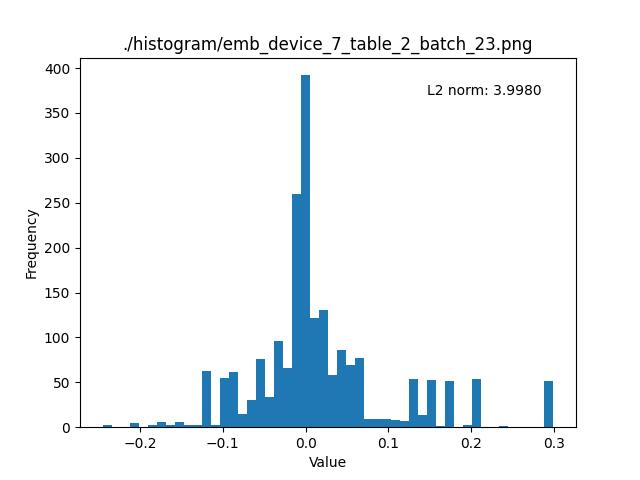 ./histogram/emb_device_7_table_2_batch_23.png
L2 norm: 3.9980
400
350
300
250
200
150
100
50
0
Frequency
−0.2 −0.1 0.0 0.1 0.2 0.3
Value